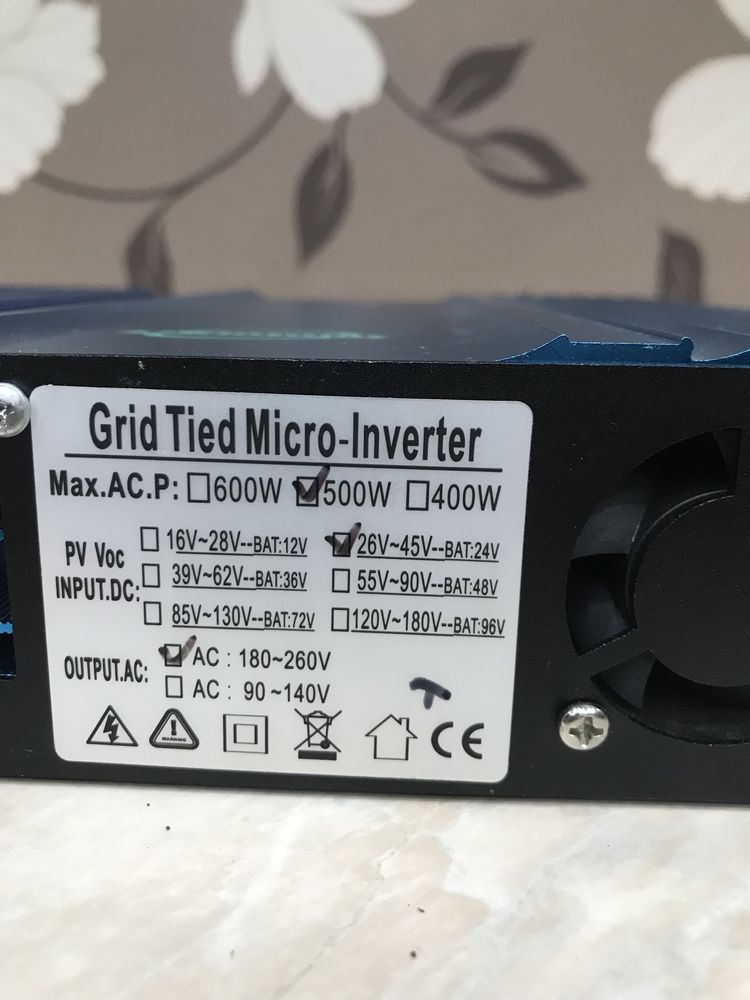 Grid Tied Micro-Inverter
Max.AC.P: ☐600W ☑500W ☐400W
PV Voc INPUT.DC:
☐ 16V~28V--BAT:12V ☑26V~45V--BAT:24V
☐ 39V~62V--BAT:36V ☐55V~90V--BAT:48V
☐ 85V~130V--BAT:72V ☐120V~180V--BAT:96V
OUTPUT.AC: ☑ AC : 180~260V
☐ AC : 90~140V
WARNING
CE